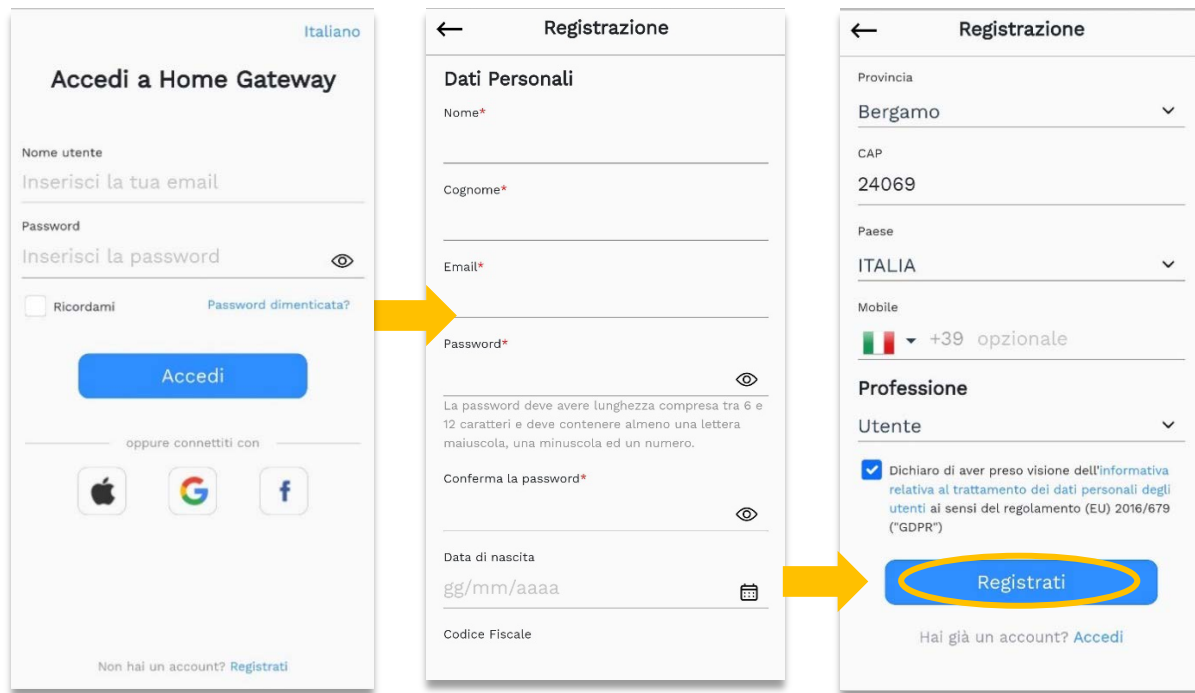 Italiano
Accedi a Home Gateway
Nome utente
Inserisci la tua email
Password
Inserisci la password
Ricordami
Password dimenticata?
Accedi
oppure connettiti con
Non hai un account? Registrati
Registrazione
Dati Personali
Nome*
Cognome*
Email*
Password*
La password deve avere lunghezza compresa tra 6 e
12 caratteri e deve contenere almeno una lettera
maiuscola, una minuscola ed un numero.
Conferma la password*
Data di nascita
gg/mm/aaaa
Codice Fiscale
Registrazione
Provincia
Bergamo
CAP
24069
Paese
ITALIA
Mobile
+39 opzionale
Professione
Utente
Dichiaro di aver preso visione dell'informativa
relativa al trattamento dei dati personali degli
utenti ai sensi del regolamento (EU) 2016/679
("GDPR")
Registrati
Hai già un account? Accedi